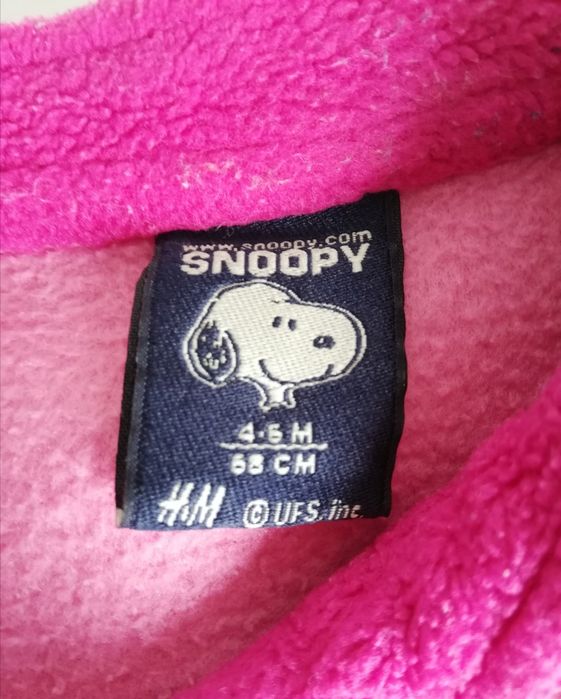 www.snoopy.com
SNOOPY
4-6 M
68 CM
H&M © UFS, inc.